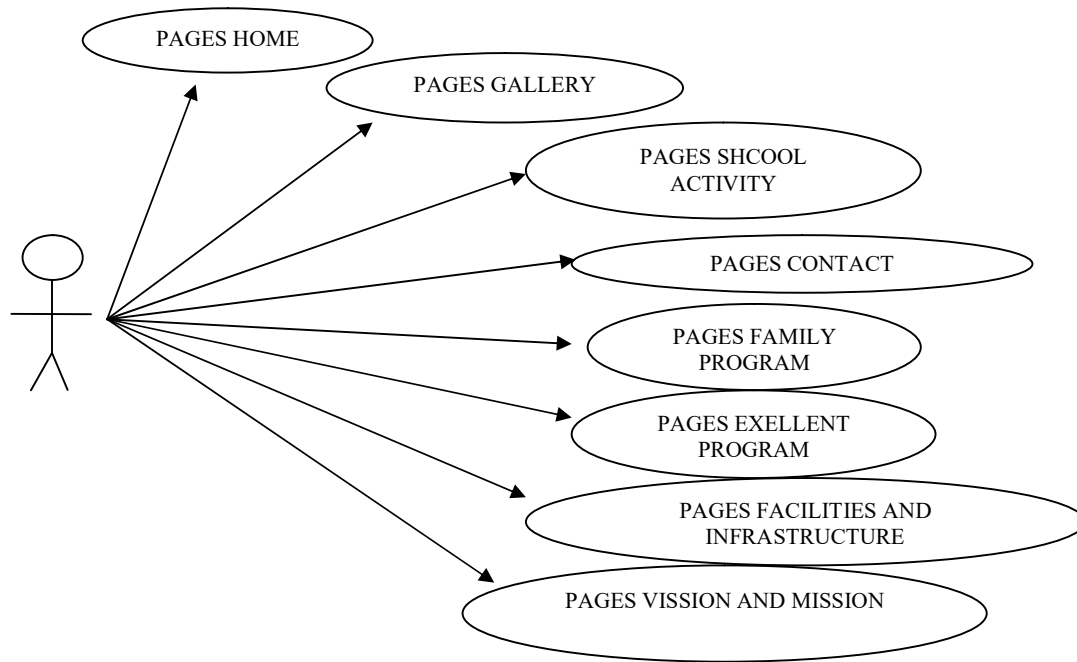 PAGES HOME
PAGES GALLERY
PAGES SHCOOL
ACTIVITY
PAGES CONTACT
PAGES FAMILY
PROGRAM
PAGES EXELLENT
PROGRAM
PAGES FACILITIES AND
INFRASTRUCTURE
PAGES VISSION AND MISSION